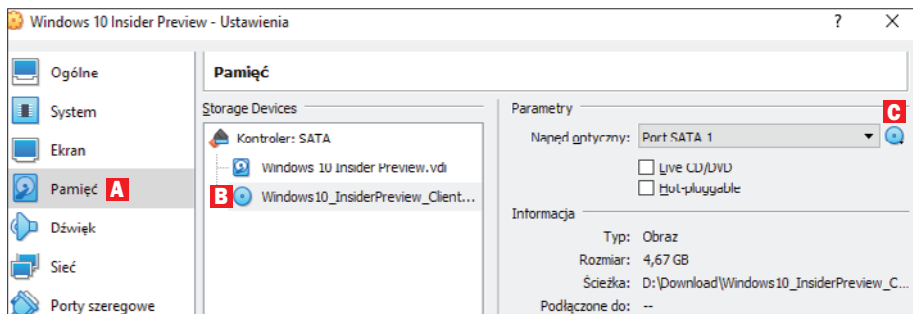 Windows 10 Insider Preview - Ustawienia ? ×
Ogólne
System
Ekran
Pamięć A
Dźwięk
Sieć
Porty szeregowe
Pamięć
Storage Devices
Kontroler: SATA
Windows 10 Insider Preview.vdi
B Windows10_InsiderPreview_Client...
Parametry
C
Napęd optyczny: Port SATA 1
Live CD/DVD
Hot-pluggable
Informacja
Typ: Obraz
Rozmiar: 4,67 GB
Ścieżka: D:\Download\Windows10_InsiderPreview_C...
Podłączone do: --